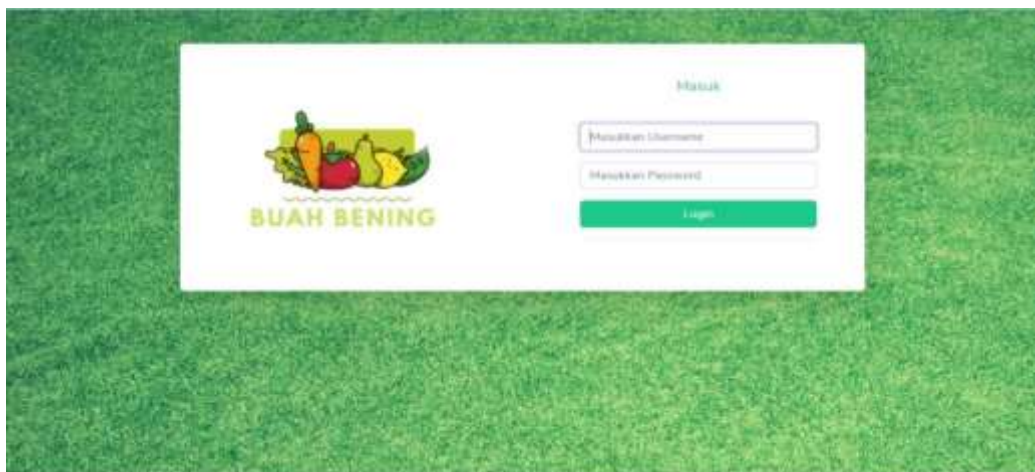 Masuk
Masukkan Username
Masukkan Password
Login
BUAH BENING